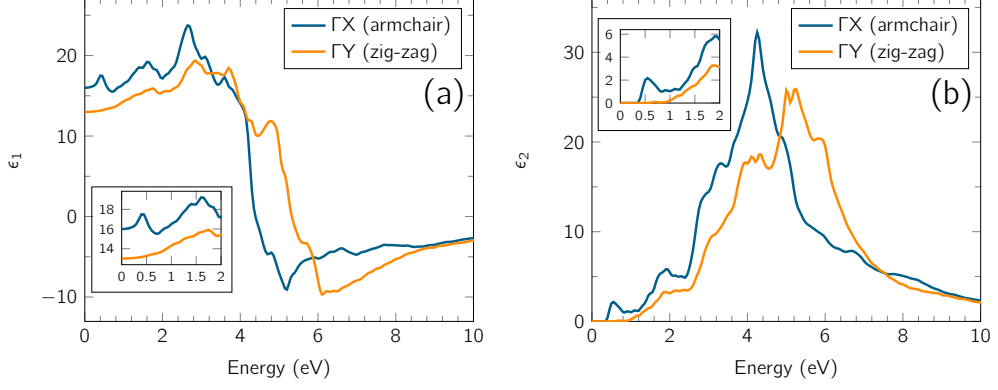 ΓX (armchair)
ΓY (zig-zag)
(a)
20
10
0
−10
ϵ1
18
16
14
0 0.5 1 1.5 2
0 2 4 6 8 10
Energy (eV)
ΓX (armchair)
ΓY (zig-zag)
(b)
30
20
10
0
ϵ2
6
4
2
0
0 0.5 1 1.5 2
0 2 4 6 8 10
Energy (eV)